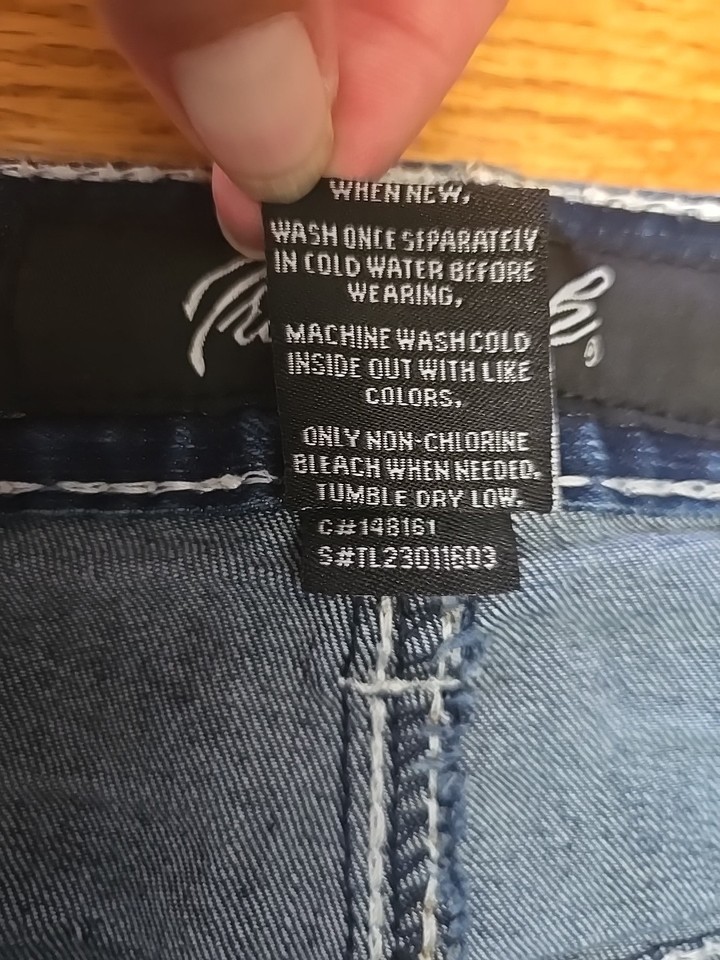 WHEN NEW,
WASH ONCE SEPARATELY
IN COLD WATER BEFORE
WEARING,
MACHINE WASH COLD
INSIDE OUT WITH LIKE
COLORS,
ONLY NON-CHLORINE
BLEACH WHEN NEEDED.
TUMBLE DRY LOW.
C#148161
S#TL23011603